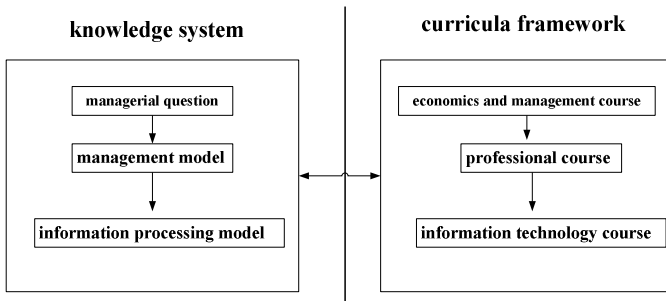 knowledge system
managerial question
management model
information processing model
curricula framework
economics and management course
professional course
information technology course